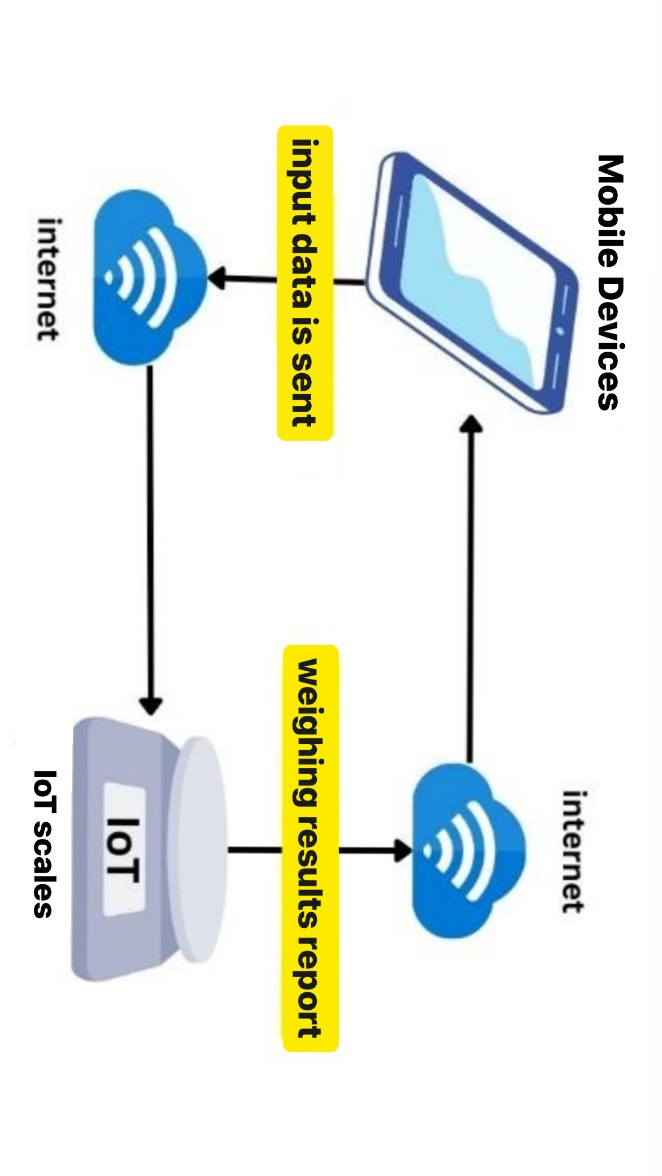 Mobile Devices
internet
input data is sent
weighing results report
internet
IoT
IoT scales